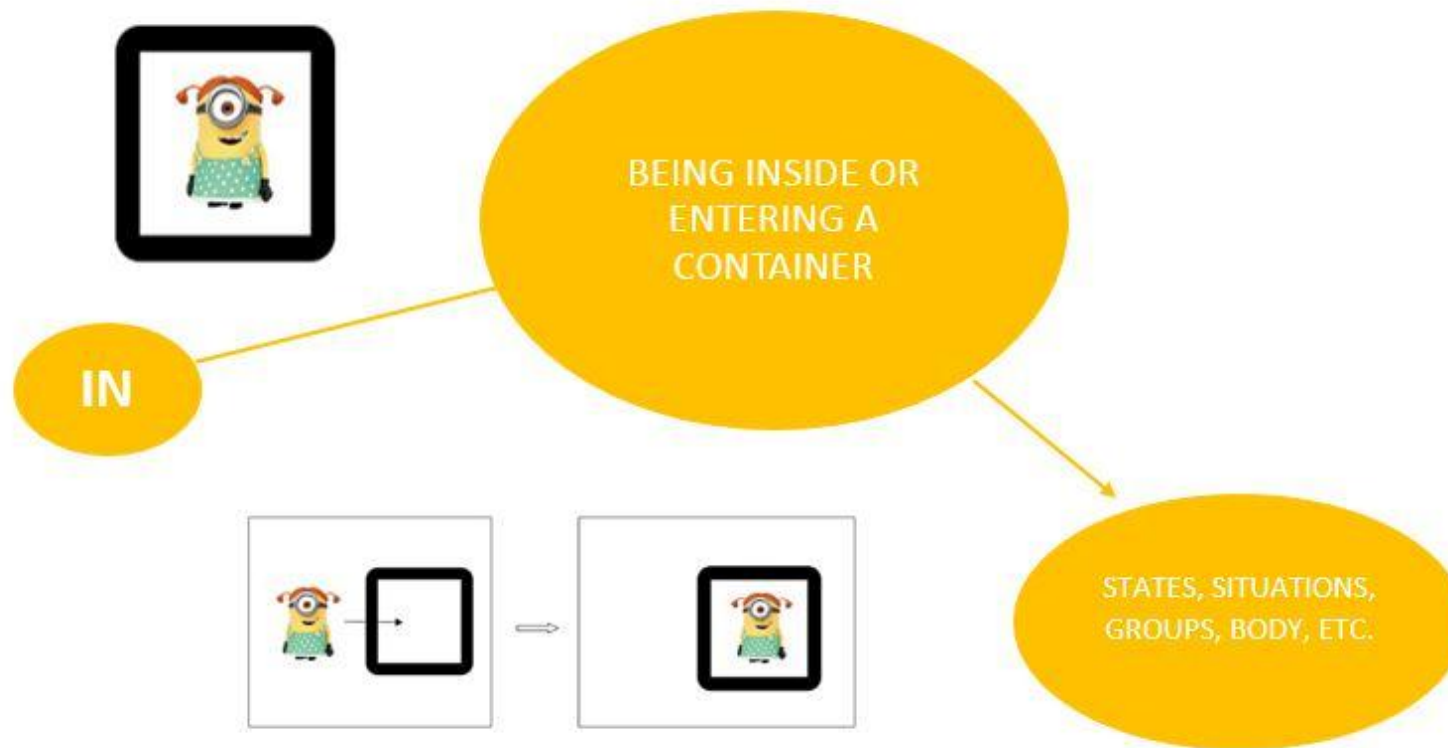 BEING INSIDE OR
ENTERING A
CONTAINER
IN
STATES, SITUATIONS,
GROUPS, BODY, ETC.